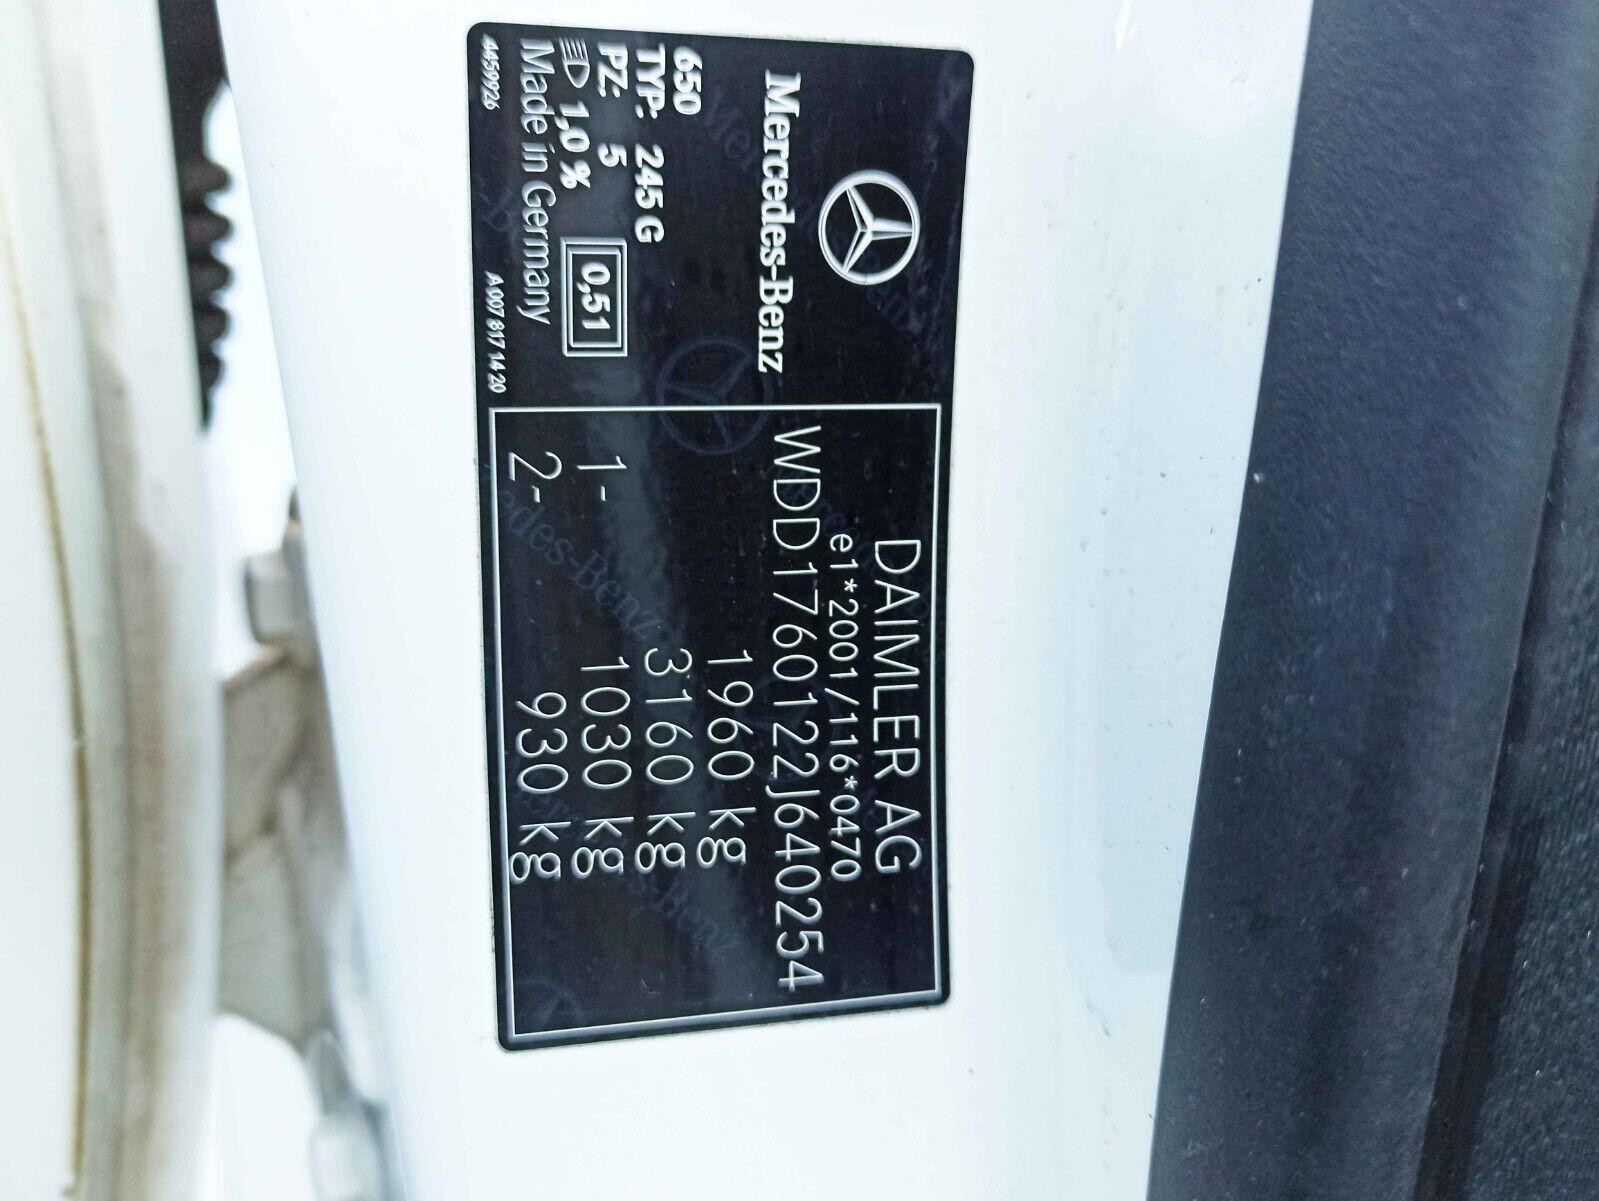 Mercedes-Benz
650
TYP: 245 G
PZ: 5
1,0 %
0,51
Made in Germany
4459926
A 007 817 14 20
DAIMLER AG
e1*2001/116*0470
WDD1760122J640254
1960 kg
3160 kg
1- 1030 kg
2- 930 kg